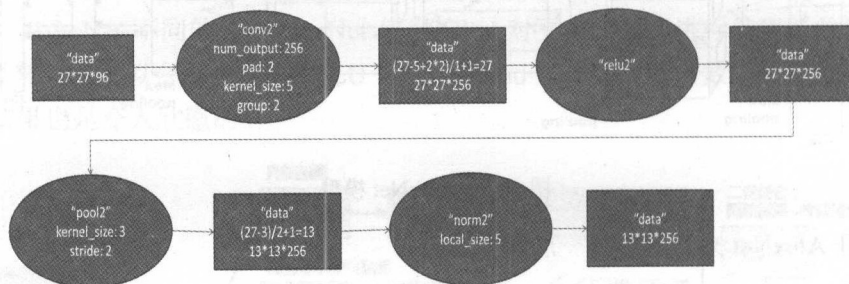 "data"
27*27*96
"conv2"
num_output: 256
pad: 2
kernel_size: 5
group: 2
"data"
(27-5+2*2)/1+1=27
27*27*256
"relu2"
"data"
27*27*256
"pool2"
kernel_size: 3
stride: 2
"data"
(27-3)/2+1=13
13*13*256
"norm2"
local_size: 5
"data"
13*13*256